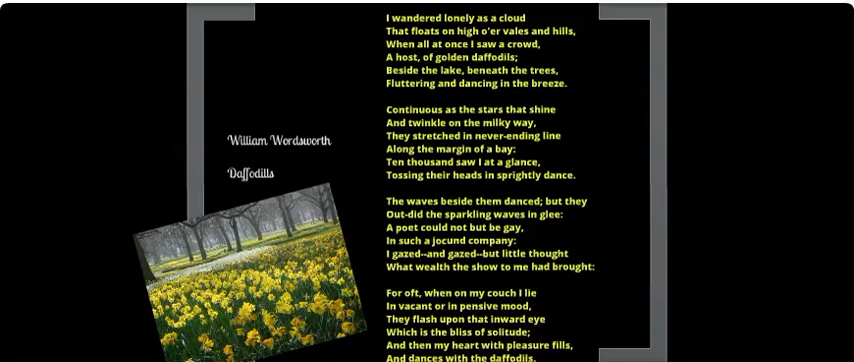 William Wordsworth
Daffodills
I wandered lonely as a cloud
That floats on high o'er vales and hills,
When all at once I saw a crowd,
A host, of golden daffodils;
Beside the lake, beneath the trees,
Fluttering and dancing in the breeze.
Continuous as the stars that shine
And twinkle on the milky way,
They stretched in never-ending line
Along the margin of a bay:
Ten thousand saw I at a glance,
Tossing their heads in sprightly dance.
The waves beside them danced; but they
Out-did the sparkling waves in glee:
A poet could not but be gay,
In such a jocund company:
I gazed--and gazed--but little thought
What wealth the show to me had brought:
For oft, when on my couch I lie
In vacant or in pensive mood,
They flash upon that inward eye
Which is the bliss of solitude;
And then my heart with pleasure fills,
And dances with the daffodils.